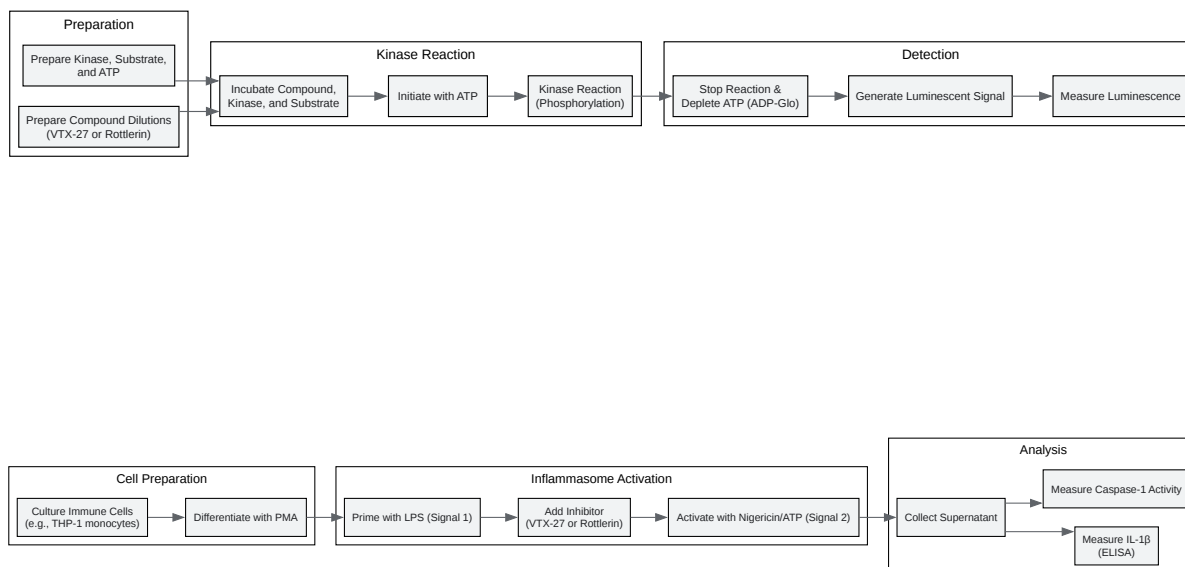 Preparation
Prepare Kinase, Substrate,
and ATP
Prepare Compound Dilutions
(VTX-27 or Rottlerin)
Kinase Reaction
Incubate Compound,
Kinase, and Substrate
Initiate with ATP
Kinase Reaction
(Phosphorylation)
Detection
Stop Reaction &
Deplete ATP (ADP-Glo)
Generate Luminescent Signal
Measure Luminescence
Cell Preparation
Culture Immune Cells
(e.g., THP-1 monocytes)
Differentiate with PMA
Inflammasome Activation
Prime with LPS (Signal 1)
Add Inhibitor
(VTX-27 or Rottlerin)
Activate with Nigericin/ATP (Signal 2)
Analysis
Collect Supernatant
Measure Caspase-1 Activity
Measure IL-1β
(ELISA)